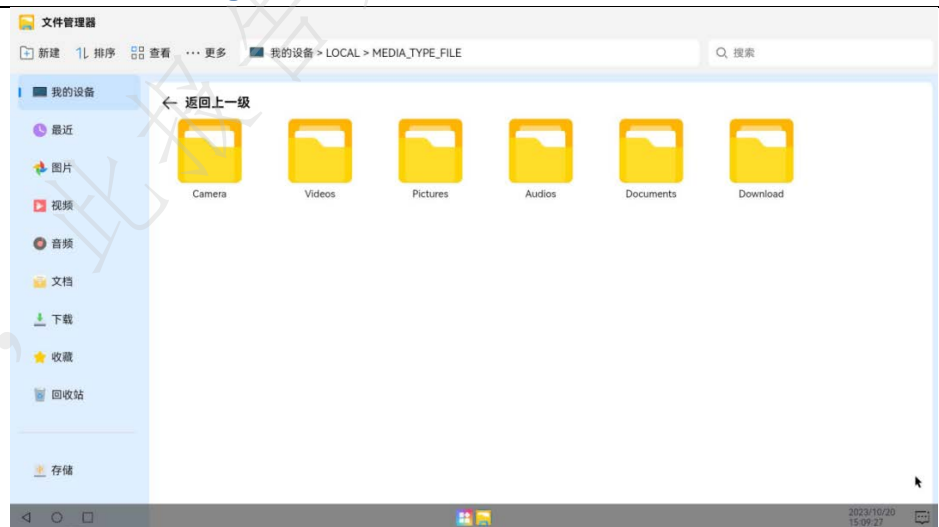 文件管理器
新建 排序 查看 ··· 更多 我的设备 > LOCAL > MEDIA_TYPE_FILE 搜索
我的设备
← 返回上一级
最近
图片
视频
音频
文档
下载
收藏
回收站
存储
Camera Videos Pictures Audios Documents Download
2023/10/20
15:09:27